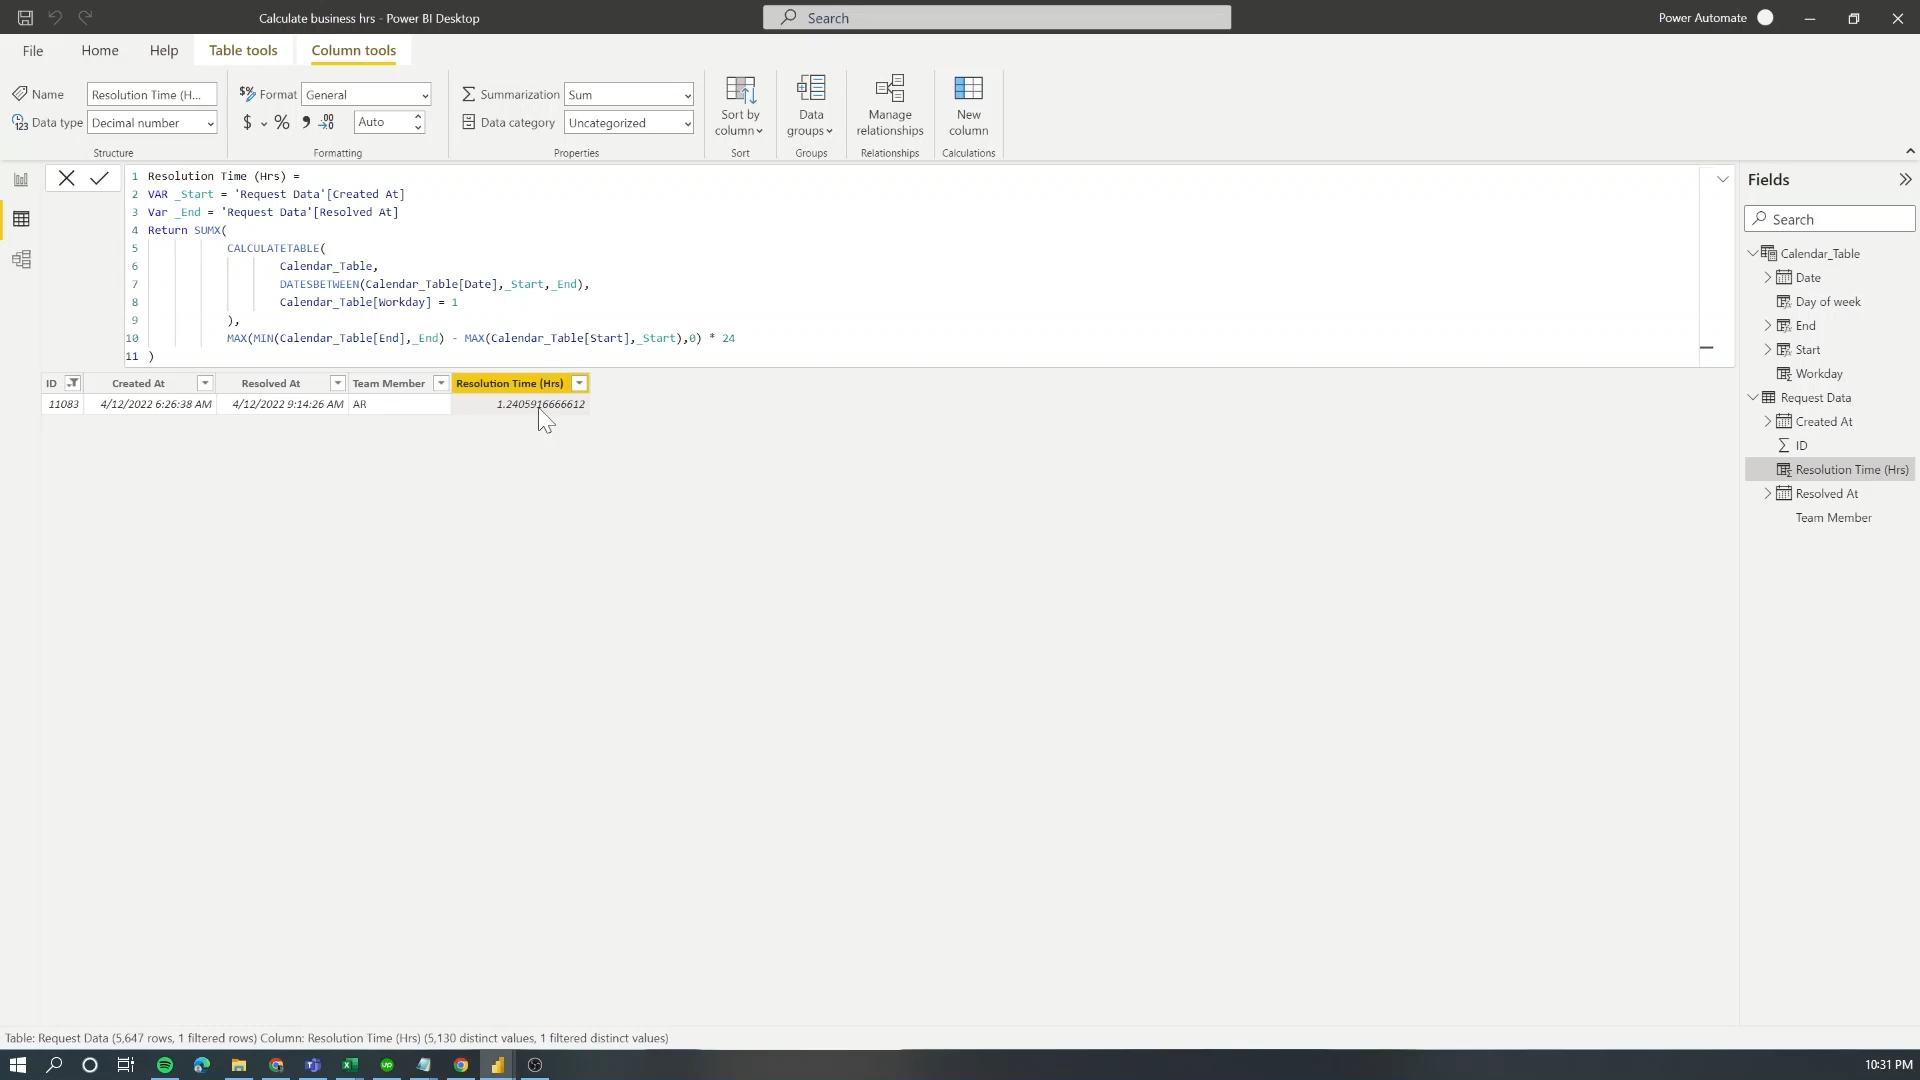 Calculate business hrs - Power BI Desktop
Search
Power Automate
File
Home
Help
Table tools
Column tools
Name
Resolution Time (H...
Data type
Decimal number
Structure
Format
General
$ % 9 .00
Auto
Formatting
Summarization
Sum
Data category
Uncategorized
Properties
Sort by
column
Sort
Data
groups
Groups
Manage
relationships
Relationships
New
column
Calculations
1 Resolution Time (Hrs) =
2 VAR _Start = 'Request Data'[Created At]
3 Var _End = 'Request Data'[Resolved At]
4 Return SUMX(
5 CALCULATETABLE(
6 Calendar_Table,
7 DATESBETWEEN(Calendar_Table[Date],_Start,_End),
8 Calendar_Table[Workday] = 1
9 ),
10 MAX(MIN(Calendar_Table[End],_End) - MAX(Calendar_Table[Start],_Start),0) * 24
11 )
ID Created At Resolved At Team Member Resolution Time (Hrs)
11083 4/12/2022 6:26:38 AM 4/12/2022 9:14:26 AM AR 1.2405916666612
Fields
Search
Calendar_Table
Date
Day of week
End
Start
Workday
Request Data
Created At
ID
Resolution Time (Hrs)
Resolved At
Team Member
Table: Request Data (5,647 rows, 1 filtered rows) Column: Resolution Time (Hrs) (5,130 distinct values, 1 filtered distinct values)
10:31 PM